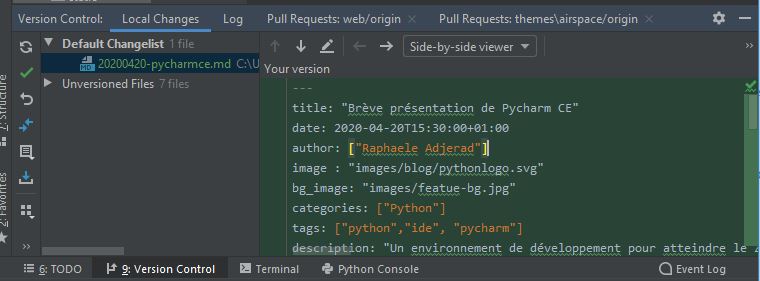 Version Control: Local Changes Log Pull Requests: web/origin Pull Requests: themes\airspace/origin
Default Changelist 1 file
20200420-pycharmce.md C:\U
Unversioned Files 7 files
Side-by-side viewer
Your version
---
title: "Brève présentation de Pycharm CE"
date: 2020-04-20T15:30:00+01:00
author: ["Raphaele Adjerad"]
image : "images/blog/pythonlogo.svg"
bg_image: "images/featue-bg.jpg"
categories: ["Python"]
tags: ["python","ide", "pycharm"]
description: "Un environnement de développement pour atteindre le
7: Structure
2: Favorites
6: TODO 9: Version Control Terminal Python Console Event Log